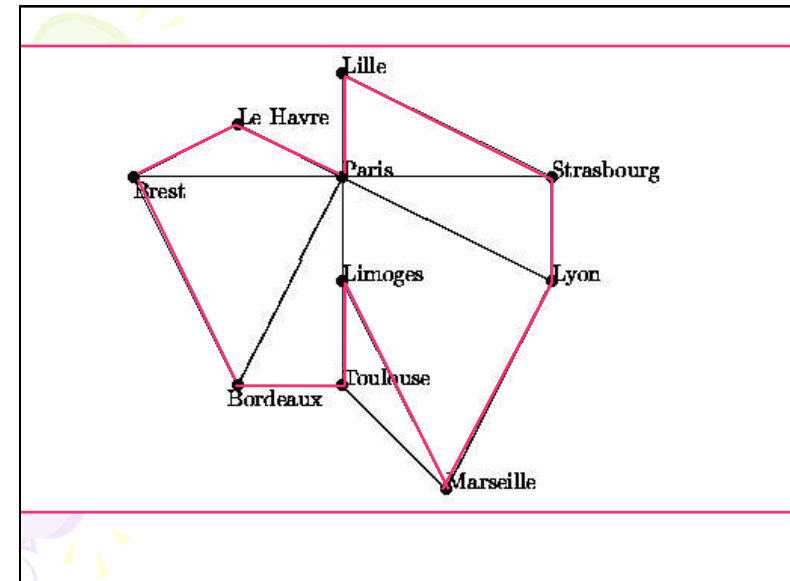 Lille
Le Havre
Paris
Strasbourg
Brest
Limoges
Lyon
Toulouse
Bordeaux
Marseille